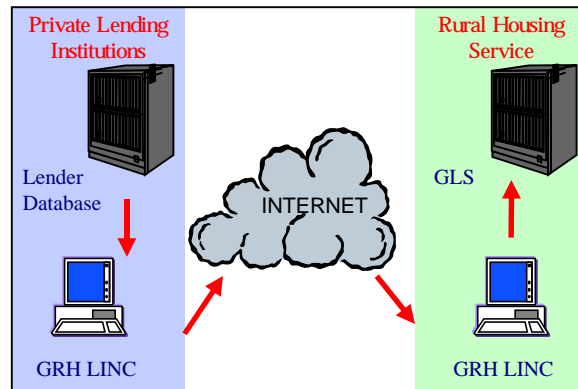 Private Lending
Institutions
Lender
Database
GRH LINC
INTERNET
Rural Housing
Service
GLS
GRH LINC